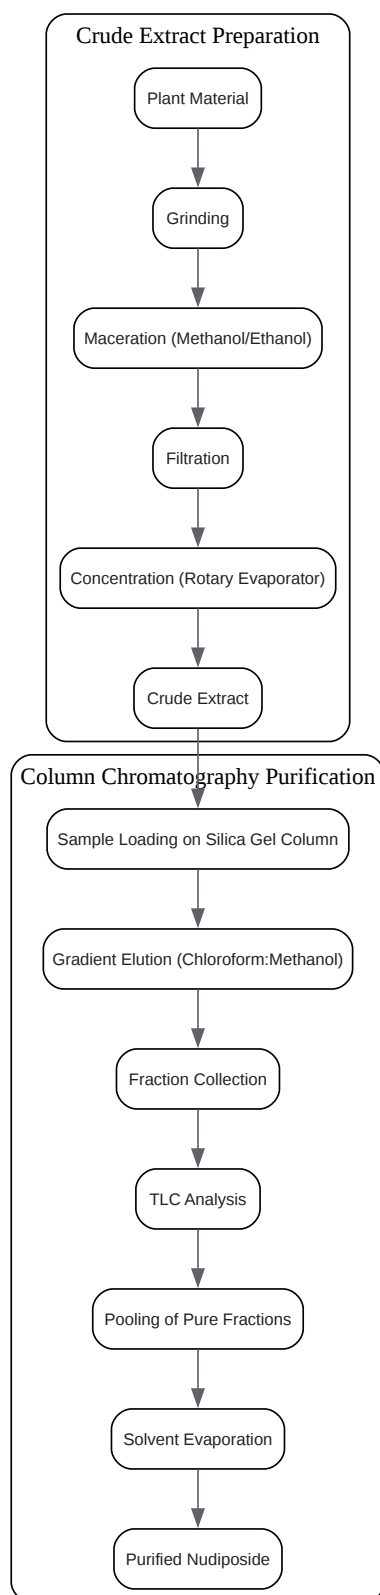 Crude Extract Preparation
Plant Material
Grinding
Maceration (Methanol/Ethanol)
Filtration
Concentration (Rotary Evaporator)
Crude Extract
Column Chromatography Purification
Sample Loading on Silica Gel Column
Gradient Elution (Chloroform:Methanol)
Fraction Collection
TLC Analysis
Pooling of Pure Fractions
Solvent Evaporation
Purified Nudiposide